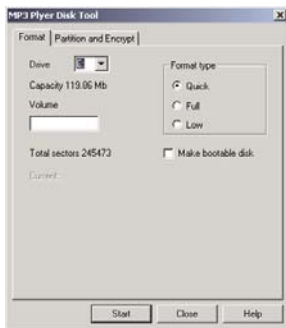 MP3 Plyer Disk Tool
Format Partition and Encrypt
Drive
Format type
Capacity 119.06 Mb
Quick
Volume
Full
Low
Total sectors 245473
Make bootable disk
Current
Start Close Help